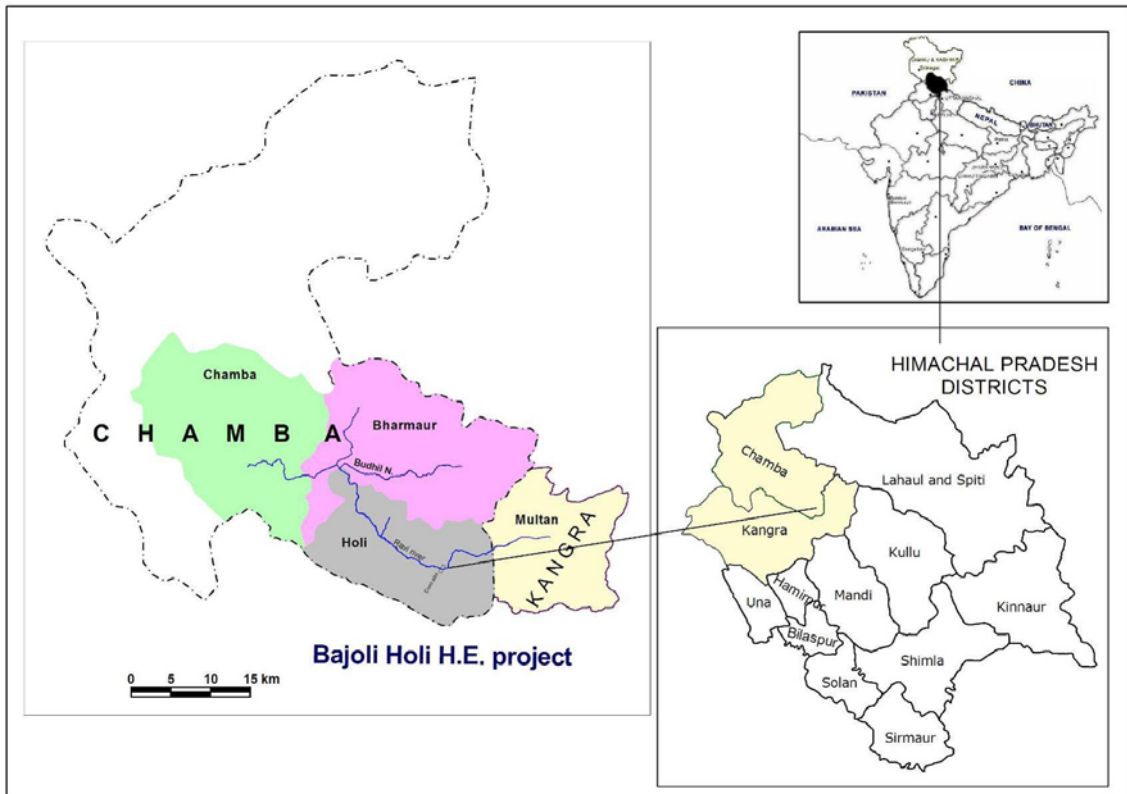 Chamba
C H A M B A
Bharmaur
Budhil N.
Multan
KANGRA
Holi
Ravi river
Bajoli Holi H.E. project
0 5 10 15 km
CHINA
PAKISTAN
NEPAL
BHUTAN
ARABIAN SEA
BAY OF BENGAL
HIMACHAL PRADESH
DISTRICTS
Chamba
Lahaul and Spiti
Kangra
Kullu
Hamirpur
Mandi
Una
Kinnaur
Bilaspur
Shimla
Solan
Sirmaur